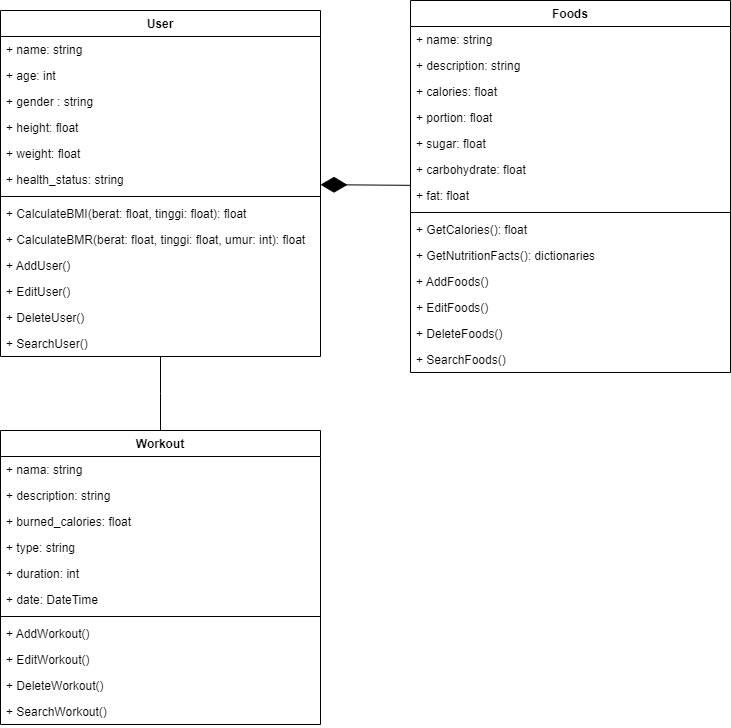 User
+ name: string
+ age: int
+ gender : string
+ height: float
+ weight: float
+ health_status: string
+ CalculateBMI(berat: float, tinggi: float): float
+ CalculateBMR(berat: float, tinggi: float, umur: int): float
+ AddUser()
+ EditUser()
+ DeleteUser()
+ SearchUser()
Foods
+ name: string
+ description: string
+ calories: float
+ portion: float
+ sugar: float
+ carbohydrate: float
+ fat: float
+ GetCalories(): float
+ GetNutritionFacts(): dictionaries
+ AddFoods()
+ EditFoods()
+ DeleteFoods()
+ SearchFoods()
Workout
+ nama: string
+ description: string
+ burned_calories: float
+ type: string
+ duration: int
+ date: DateTime
+ AddWorkout()
+ EditWorkout()
+ DeleteWorkout()
+ SearchWorkout()